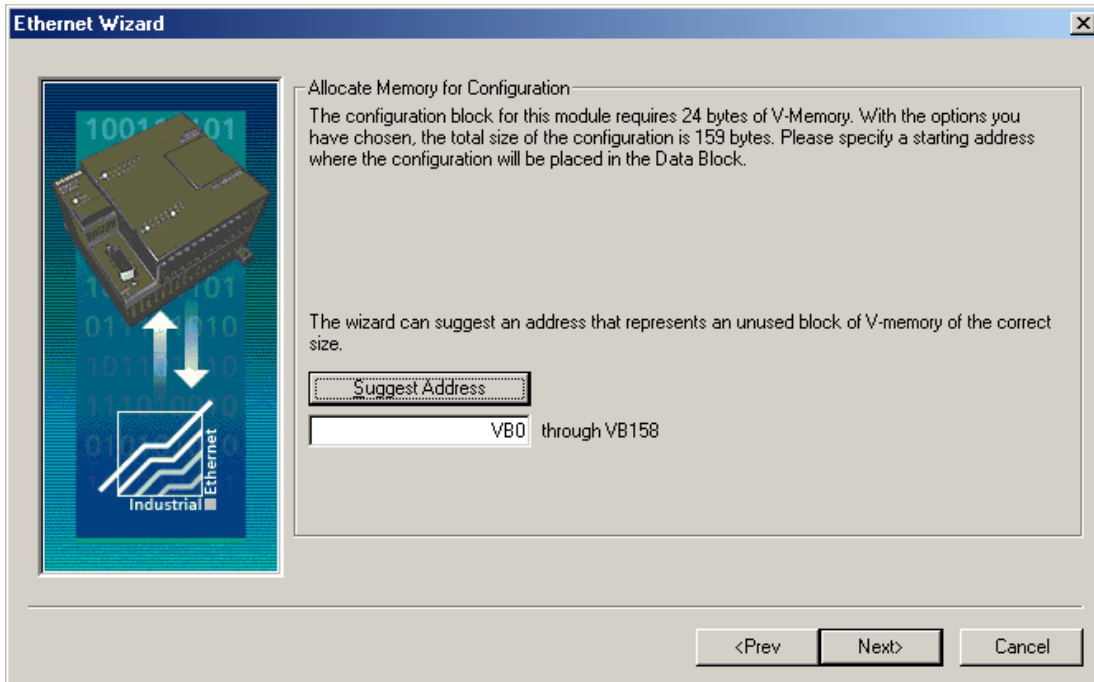 Ethernet Wizard
Allocate Memory for Configuration
The configuration block for this module requires 24 bytes of V-Memory. With the options you
have chosen, the total size of the configuration is 159 bytes. Please specify a starting address
where the configuration will be placed in the Data Block.
The wizard can suggest an address that represents an unused block of V-memory of the correct
size.
Suggest Address
VB0 through VB158
Industrial
Ethernet
<Prev
Next>
Cancel